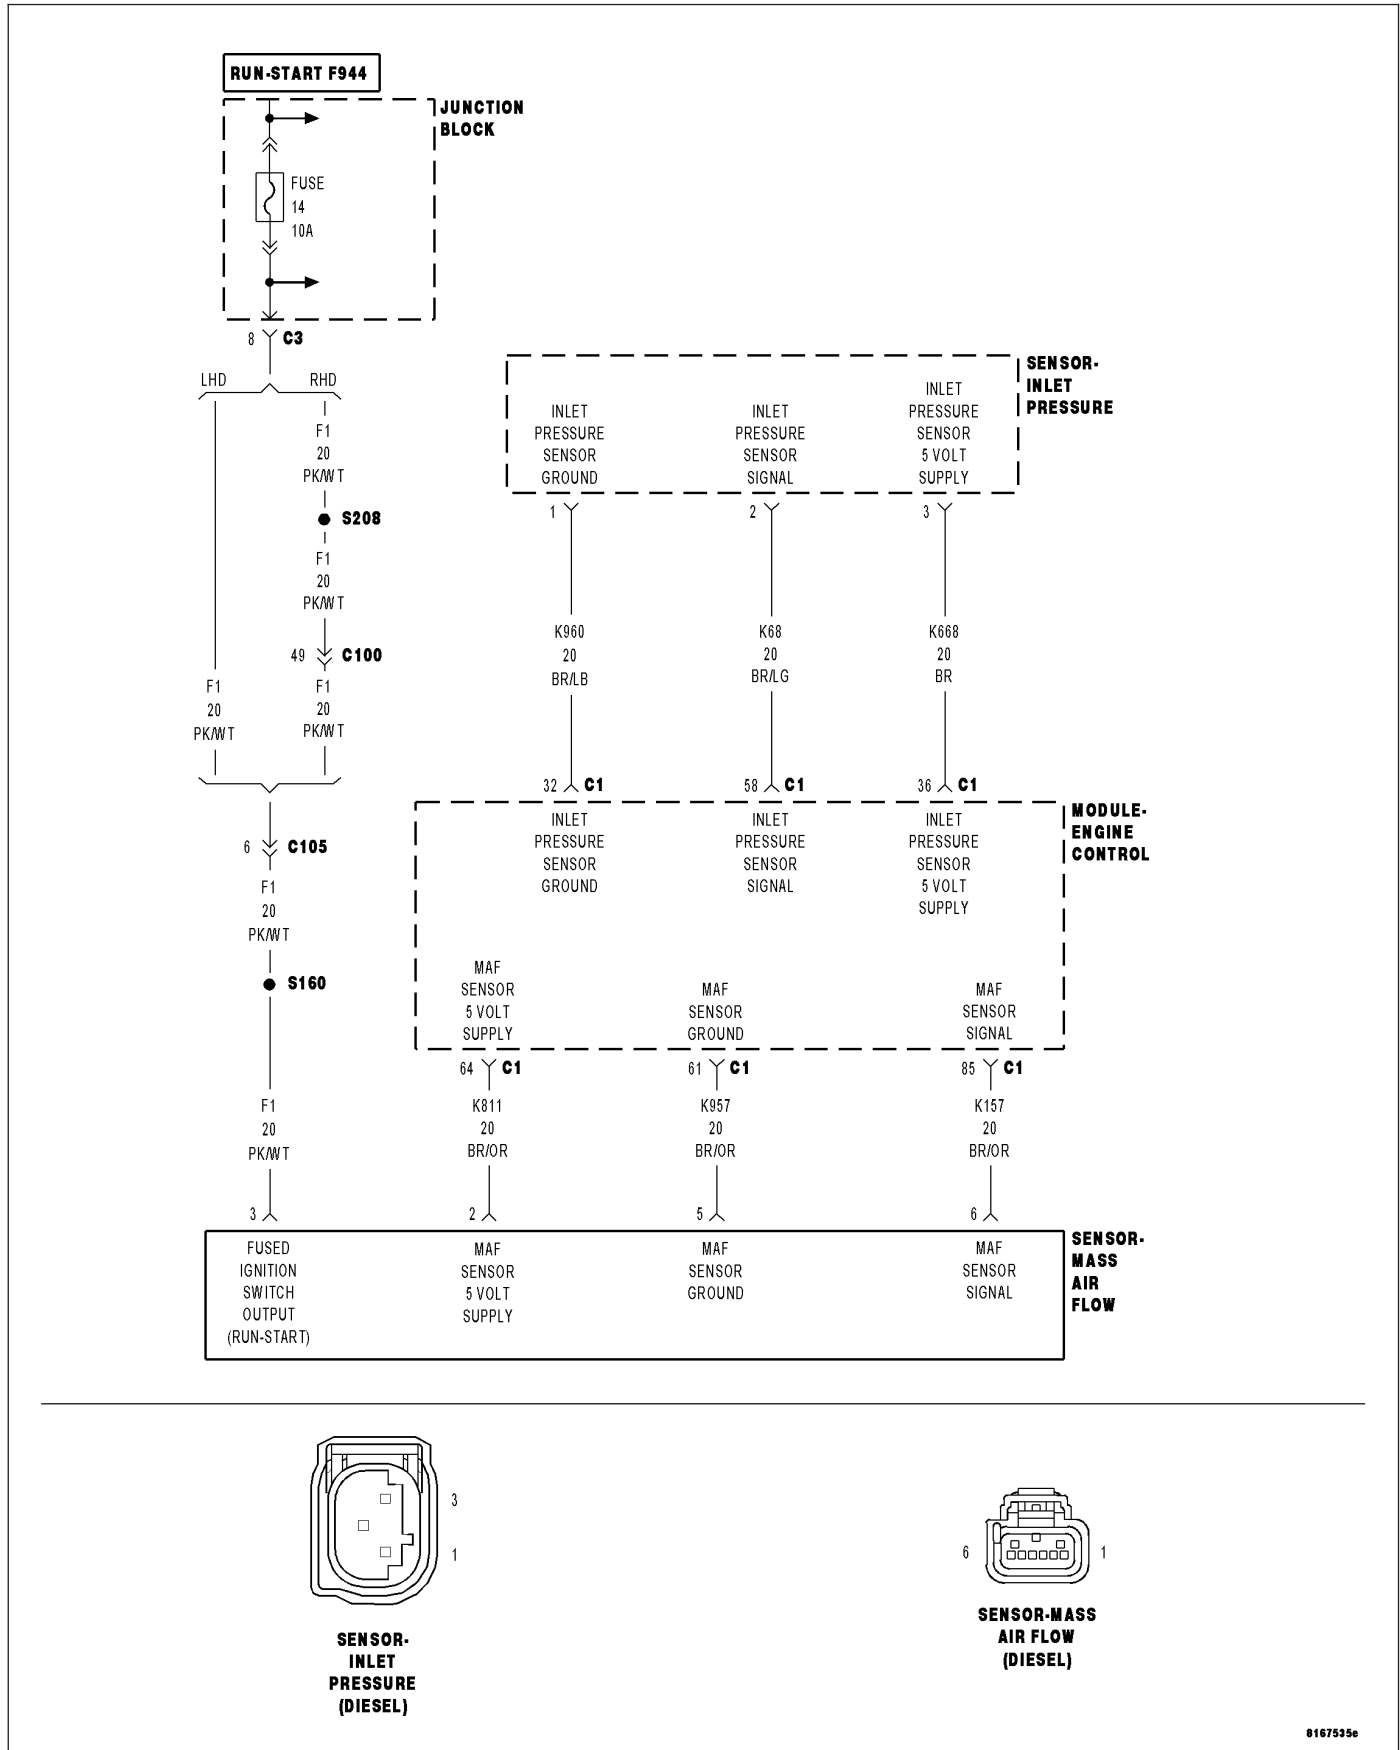 RUN-START F944
JUNCTION
BLOCK
FUSE
14
10A
8 C3
LHD RHD
F1
20
PK/WT
S208
F1
20
PK/WT
49 C100
F1
20
PK/WT
F1
20
PK/WT
6 C105
F1
20
PK/WT
S160
F1
20
PK/WT
3
SENSOR-
INLET
PRESSURE
INLET
PRESSURE
SENSOR
GROUND
INLET
PRESSURE
SENSOR
SIGNAL
INLET
PRESSURE
SENSOR
5 VOLT
SUPPLY
1 2 3
K960
20
BR/LB
K68
20
BR/LG
K668
20
BR
32 C1 58 C1 36 C1
MODULE-
ENGINE
CONTROL
INLET
PRESSURE
SENSOR
GROUND
INLET
PRESSURE
SENSOR
SIGNAL
INLET
PRESSURE
SENSOR
5 VOLT
SUPPLY
MAF
SENSOR
5 VOLT
SUPPLY
MAF
SENSOR
GROUND
MAF
SENSOR
SIGNAL
64 C1 61 C1 85 C1
K811
20
BR/OR
K957
20
BR/OR
K157
20
BR/OR
2 5 6
SENSOR-
MASS
AIR
FLOW
FUSED
IGNITION
SWITCH
OUTPUT
(RUN-START)
MAF
SENSOR
5 VOLT
SUPPLY
MAF
SENSOR
GROUND
MAF
SENSOR
SIGNAL
3
1
SENSOR-
INLET
PRESSURE
(DIESEL)
6 1
SENSOR-MASS
AIR FLOW
(DIESEL)
8167535e